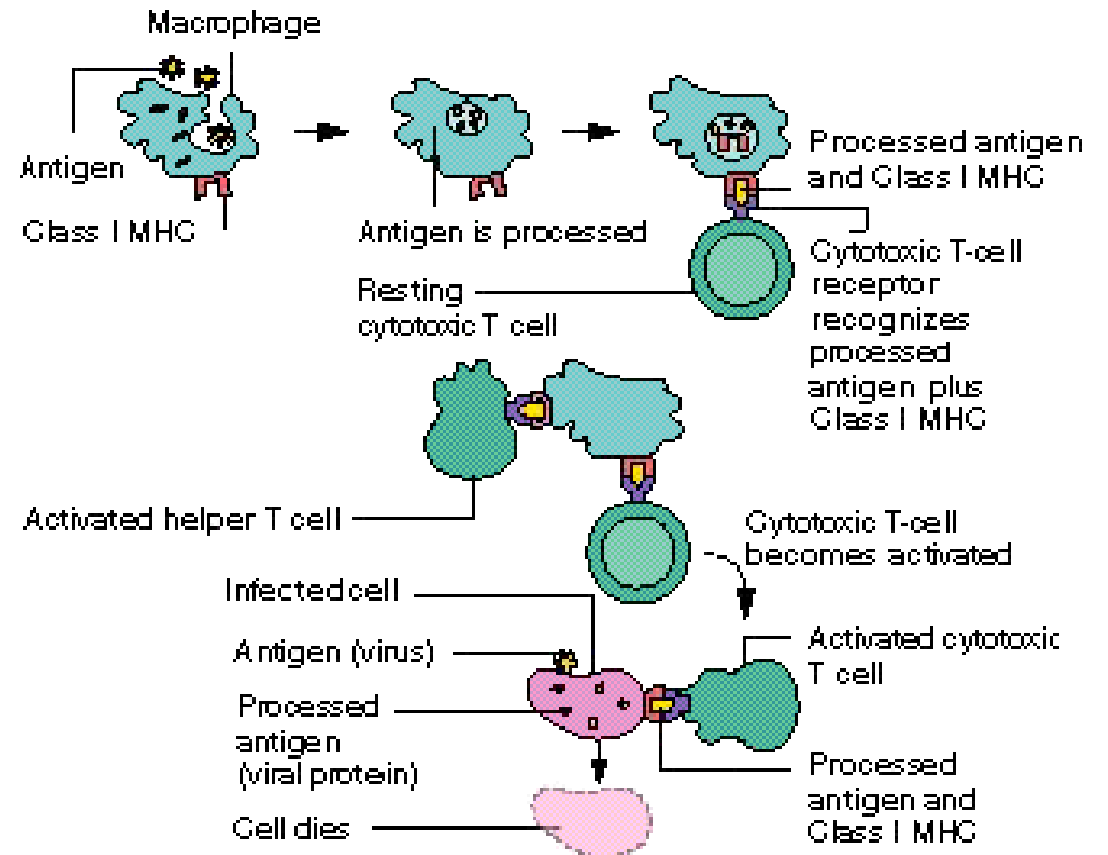 Macrophage
Antigen
Class I MHC
Antigen is processed
Processed antigen
and Class I MHC
Resting
cytotoxic T cell
Cytotoxic T-cell
receptor
recognizes
processed
antigen plus
Class I MHC
Activated helper T cell
Cytotoxic T-cell
becomes activated
Infected cell
Antigen (virus)
Processed
antigen
(viral protein)
Activated cytotoxic
T cell
Processed
antigen and
Class I MHC
Cell dies